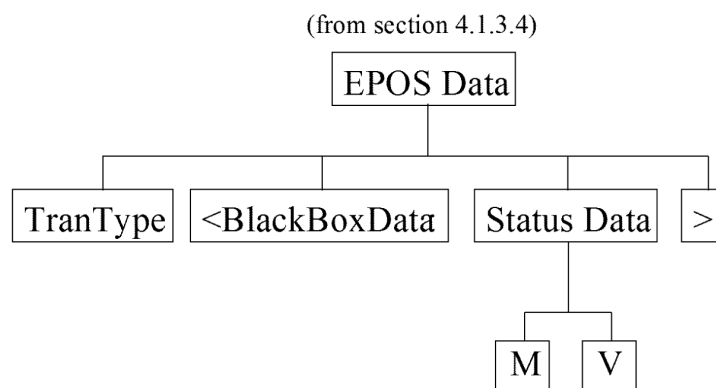 (from section 4.1.3.4)
EPOS Data
TranType
<BlackBoxData
Status Data
>
M
V